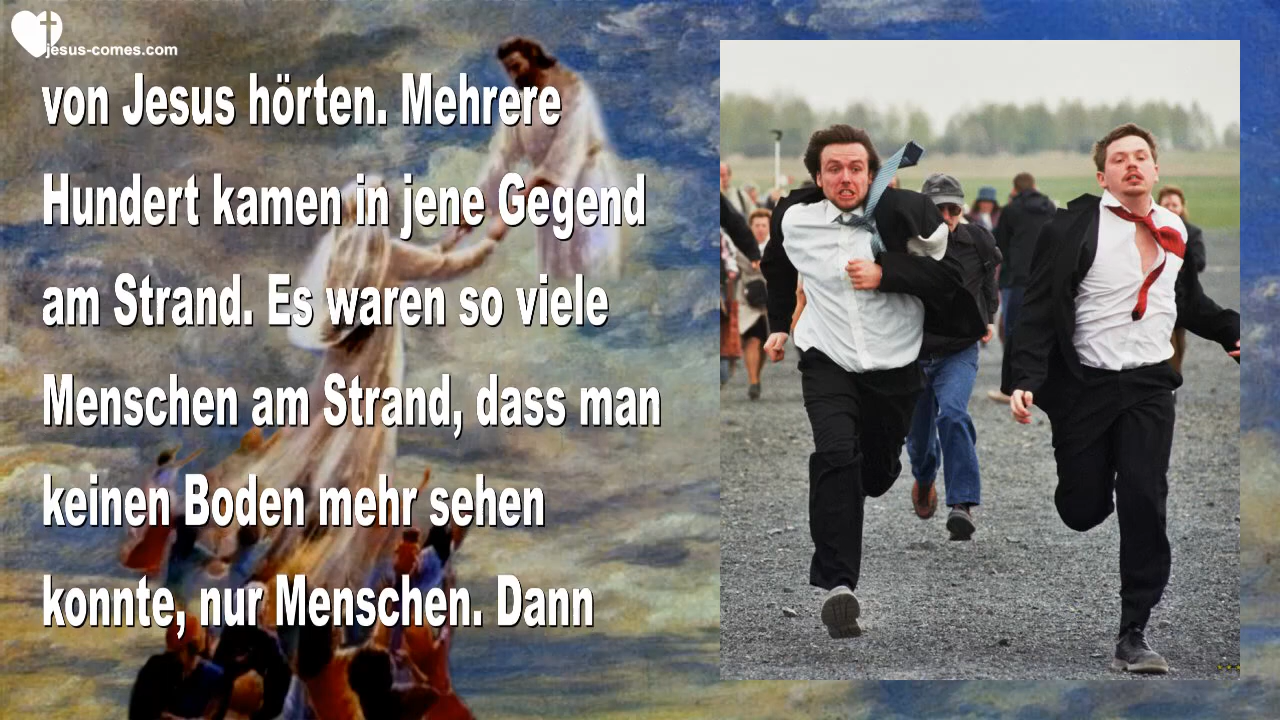 jesus-comes.com
von Jesus hörten. Mehrere
Hundert kamen in jene Gegend
am Strand. Es waren so viele
Menschen am Strand, dass man
keinen Boden mehr sehen
konnte, nur Menschen. Dann